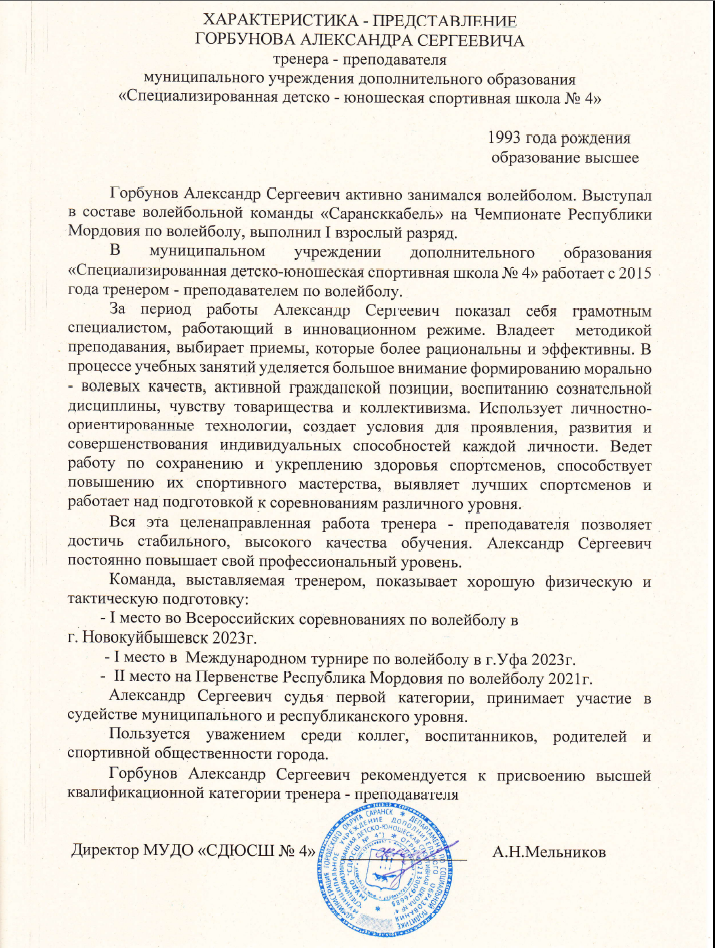 ХАРАКТЕРИСТИКА - ПРЕДСТАВЛЕНИЕ
ГОРБУНОВА АЛЕКСАНДРА СЕРГЕЕВИЧА
тренера - преподавателя
муниципального учреждения дополнительного образования
«Специализированная детско - юношеская спортивная школа № 4»
1993 года рождения
образование высшее
Горбунов Александр Сергеевич активно занимался волейболом. Выступал
в составе волейбольной команды «Саранскабель» на Чемпионате Республики
Мордовия по волейболу, выполнил I взрослый разряд.
В муниципальном учреждении дополнительного образования
«Специализированная детско-юношеская спортивная школа № 4» работает с 2015
года тренером - преподавателем по волейболу.
За период работы Александр Сергеевич показал себя грамотным
специалистом, работающий в инновационном режиме. Владеет методикой
преподавания, выбирает приемы, которые более рациональны и эффективны. В
процессе учебных занятий уделяется большое внимание формированию морально
- волевых качеств, активной гражданской позиции, воспитанию сознательной
дисциплины, чувству товарищества и коллективизма. Использует личностно-
ориентированные технологии, создает условия для проявления, развития и
совершенствования индивидуальных способностей каждой личности. Ведет
работу по сохранению и укреплению здоровья спортсменов, способствует
повышению их спортивного мастерства, выявляет лучших спортсменов и
работает над подготовкой к соревнованиям различного уровня.
Вся эта целенаправленная работа тренера - преподавателя позволяет
достичь стабильного, высокого качества обучения. Александр Сергеевич
постоянно повышает свой профессиональный уровень.
Команда, выставляемая тренером, показывает хорошую физическую и
тактическую подготовку:
- I место во Всероссийских соревнованиях по волейболу в
г. Новокуйбышевск 2023г.
- I место в Международном турнире по волейболу в г.Уфа 2023г.
- II место на Первенстве Республика Мордовия по волейболу 2021г.
Александр Сергеевич судья первой категории, принимает участие в
судействе муниципального и республиканского уровня.
Пользуется уважением среди коллег, воспитанников, родителей и
спортивной общественности города.
Горбунов Александр Сергеевич рекомендуется к присвоению высшей
квалификационной категории тренера - преподавателя
Директор МУДО «СДЮСШ № 4» А.Н.Мельников